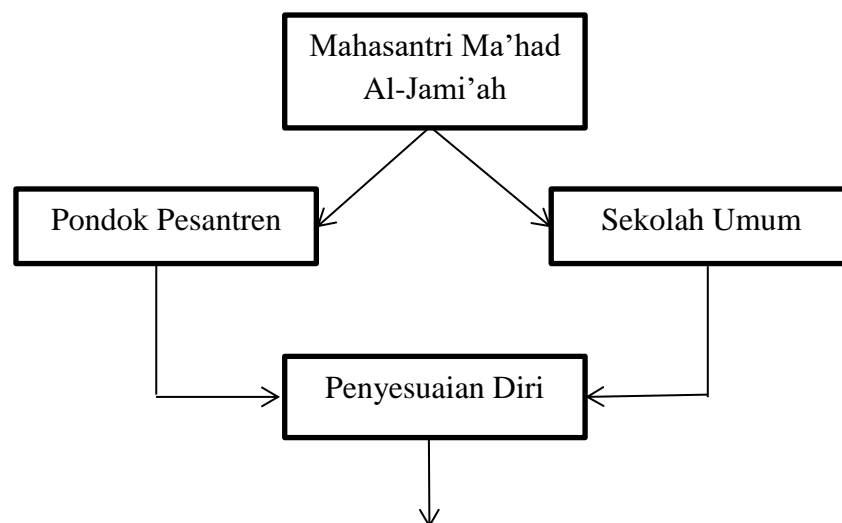 Mahasantri Ma’had
Al-Jami’ah
Pondok Pesantren
Sekolah Umum
Penyesuaian Diri